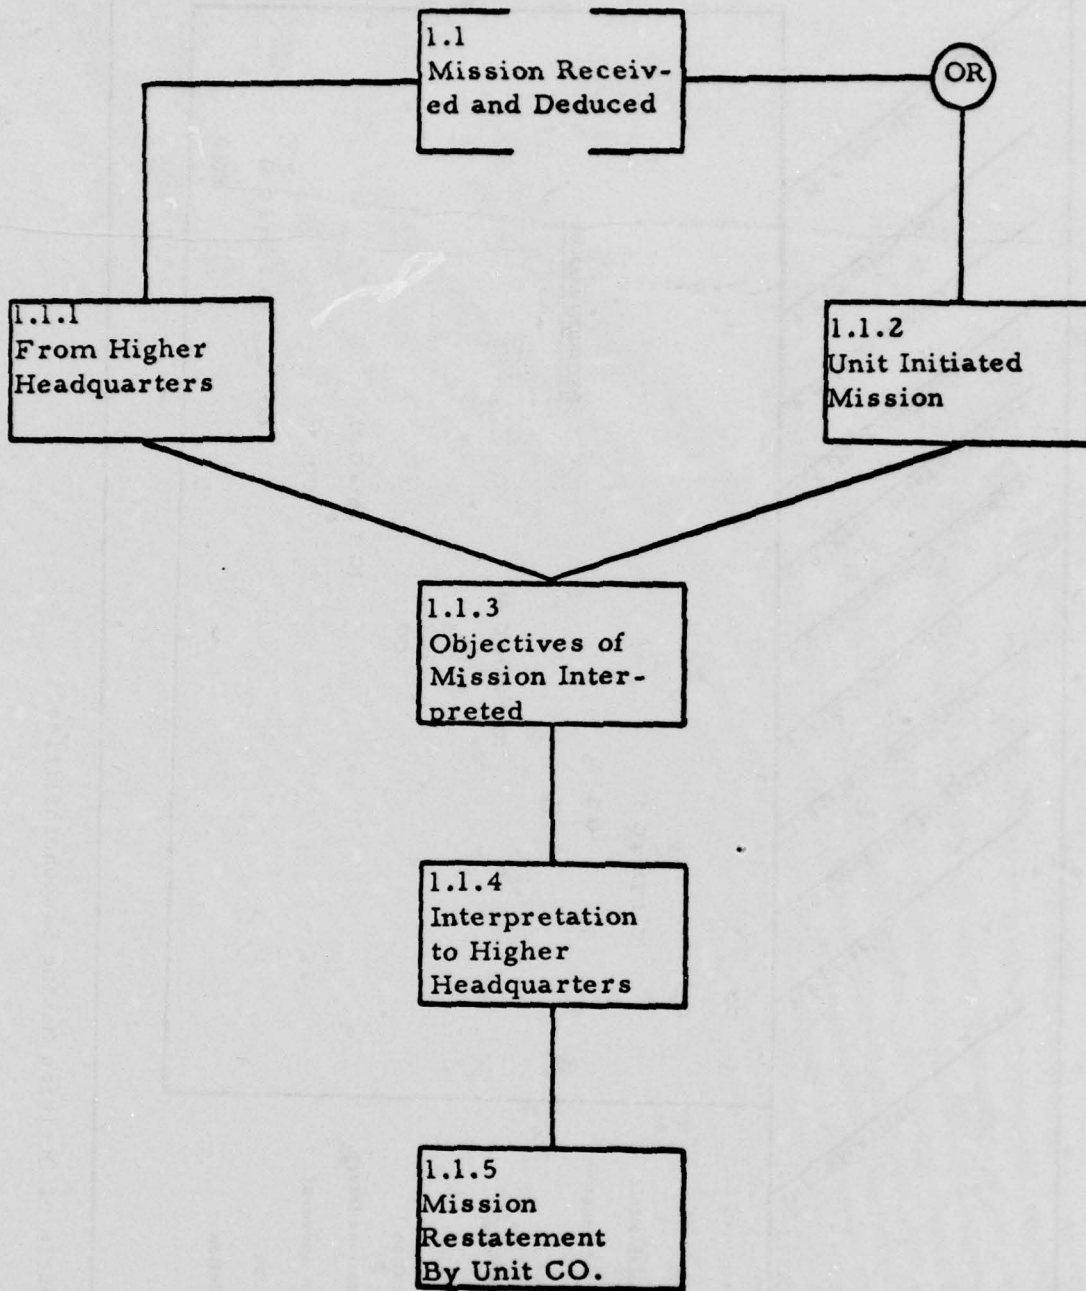 1.1
Mission Receiv-
ed and Deduced
OR
1.1.1
From Higher
Headquarters
1.1.2
Unit Initiated
Mission
1.1.3
Objectives of
Mission Inter-
preted
1.1.4
Interpretation
to Higher
Headquarters
1.1.5
Mission
Restatement
By Unit CO.